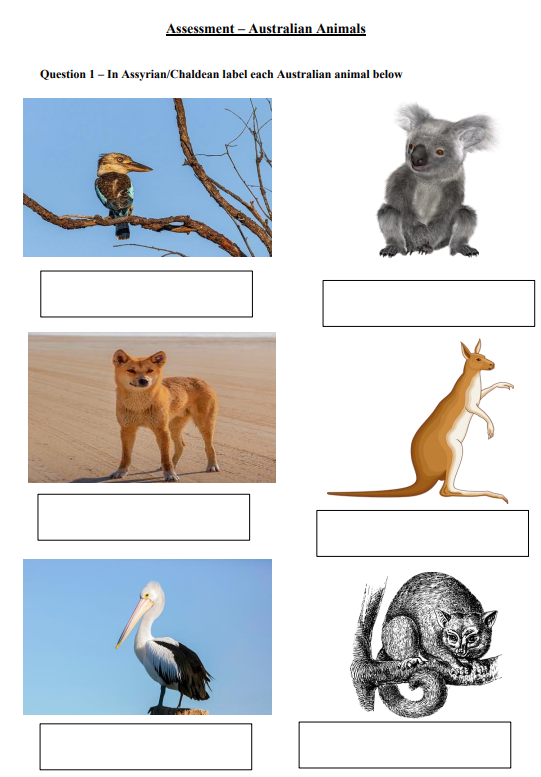 Assessment – Australian Animals
Question 1 – In Assyrian/Chaldean label each Australian animal below